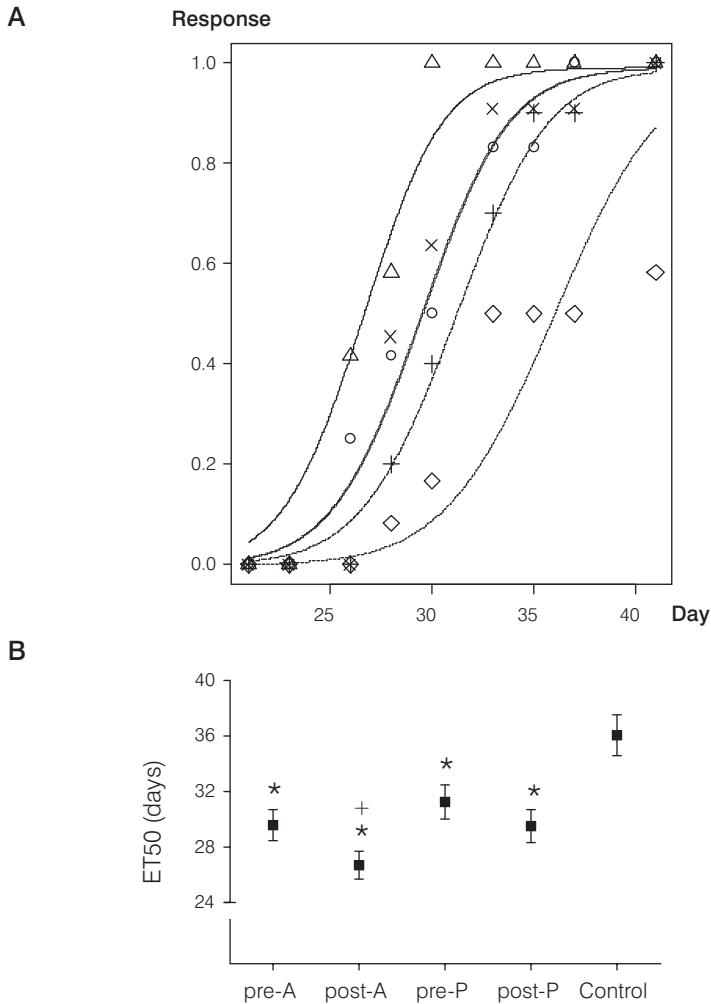 A
Response
1.0
0.8
0.6
0.4
0.2
0.0
25 30 35 40 Day
B
ET50 (days)
40
36
32
28
24
* + * * *
pre-A post-A pre-P post-P Control